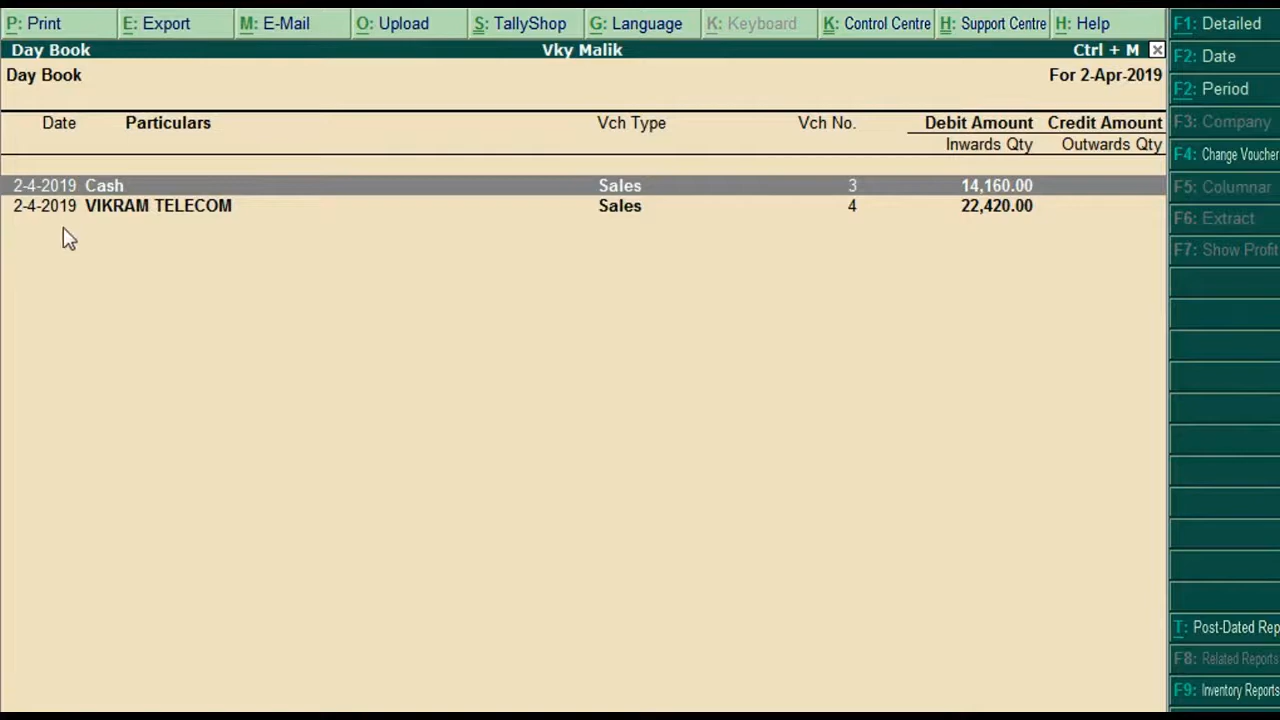 P: Print E: Export M: E-Mail O: Upload S: TallyShop G: Language K: Keyboard K: Control Centre H: Support Centre H: Help
Day Book Vky Malik Ctrl + M
Day Book For 2-Apr-2019
Date Particulars Vch Type Vch No. Debit Amount Credit Amount
Inwards Qty Outwards Qty
2-4-2019 Cash Sales 3 14,160.00
2-4-2019 VIKRAM TELECOM Sales 4 22,420.00
F1: Detailed
F2: Date
F2: Period
F3: Company
F4: Change Voucher
F5: Columnar
F6: Extract
F7: Show Profit
T: Post-Dated Rep
F8: Related Reports
F9: Inventory Reports